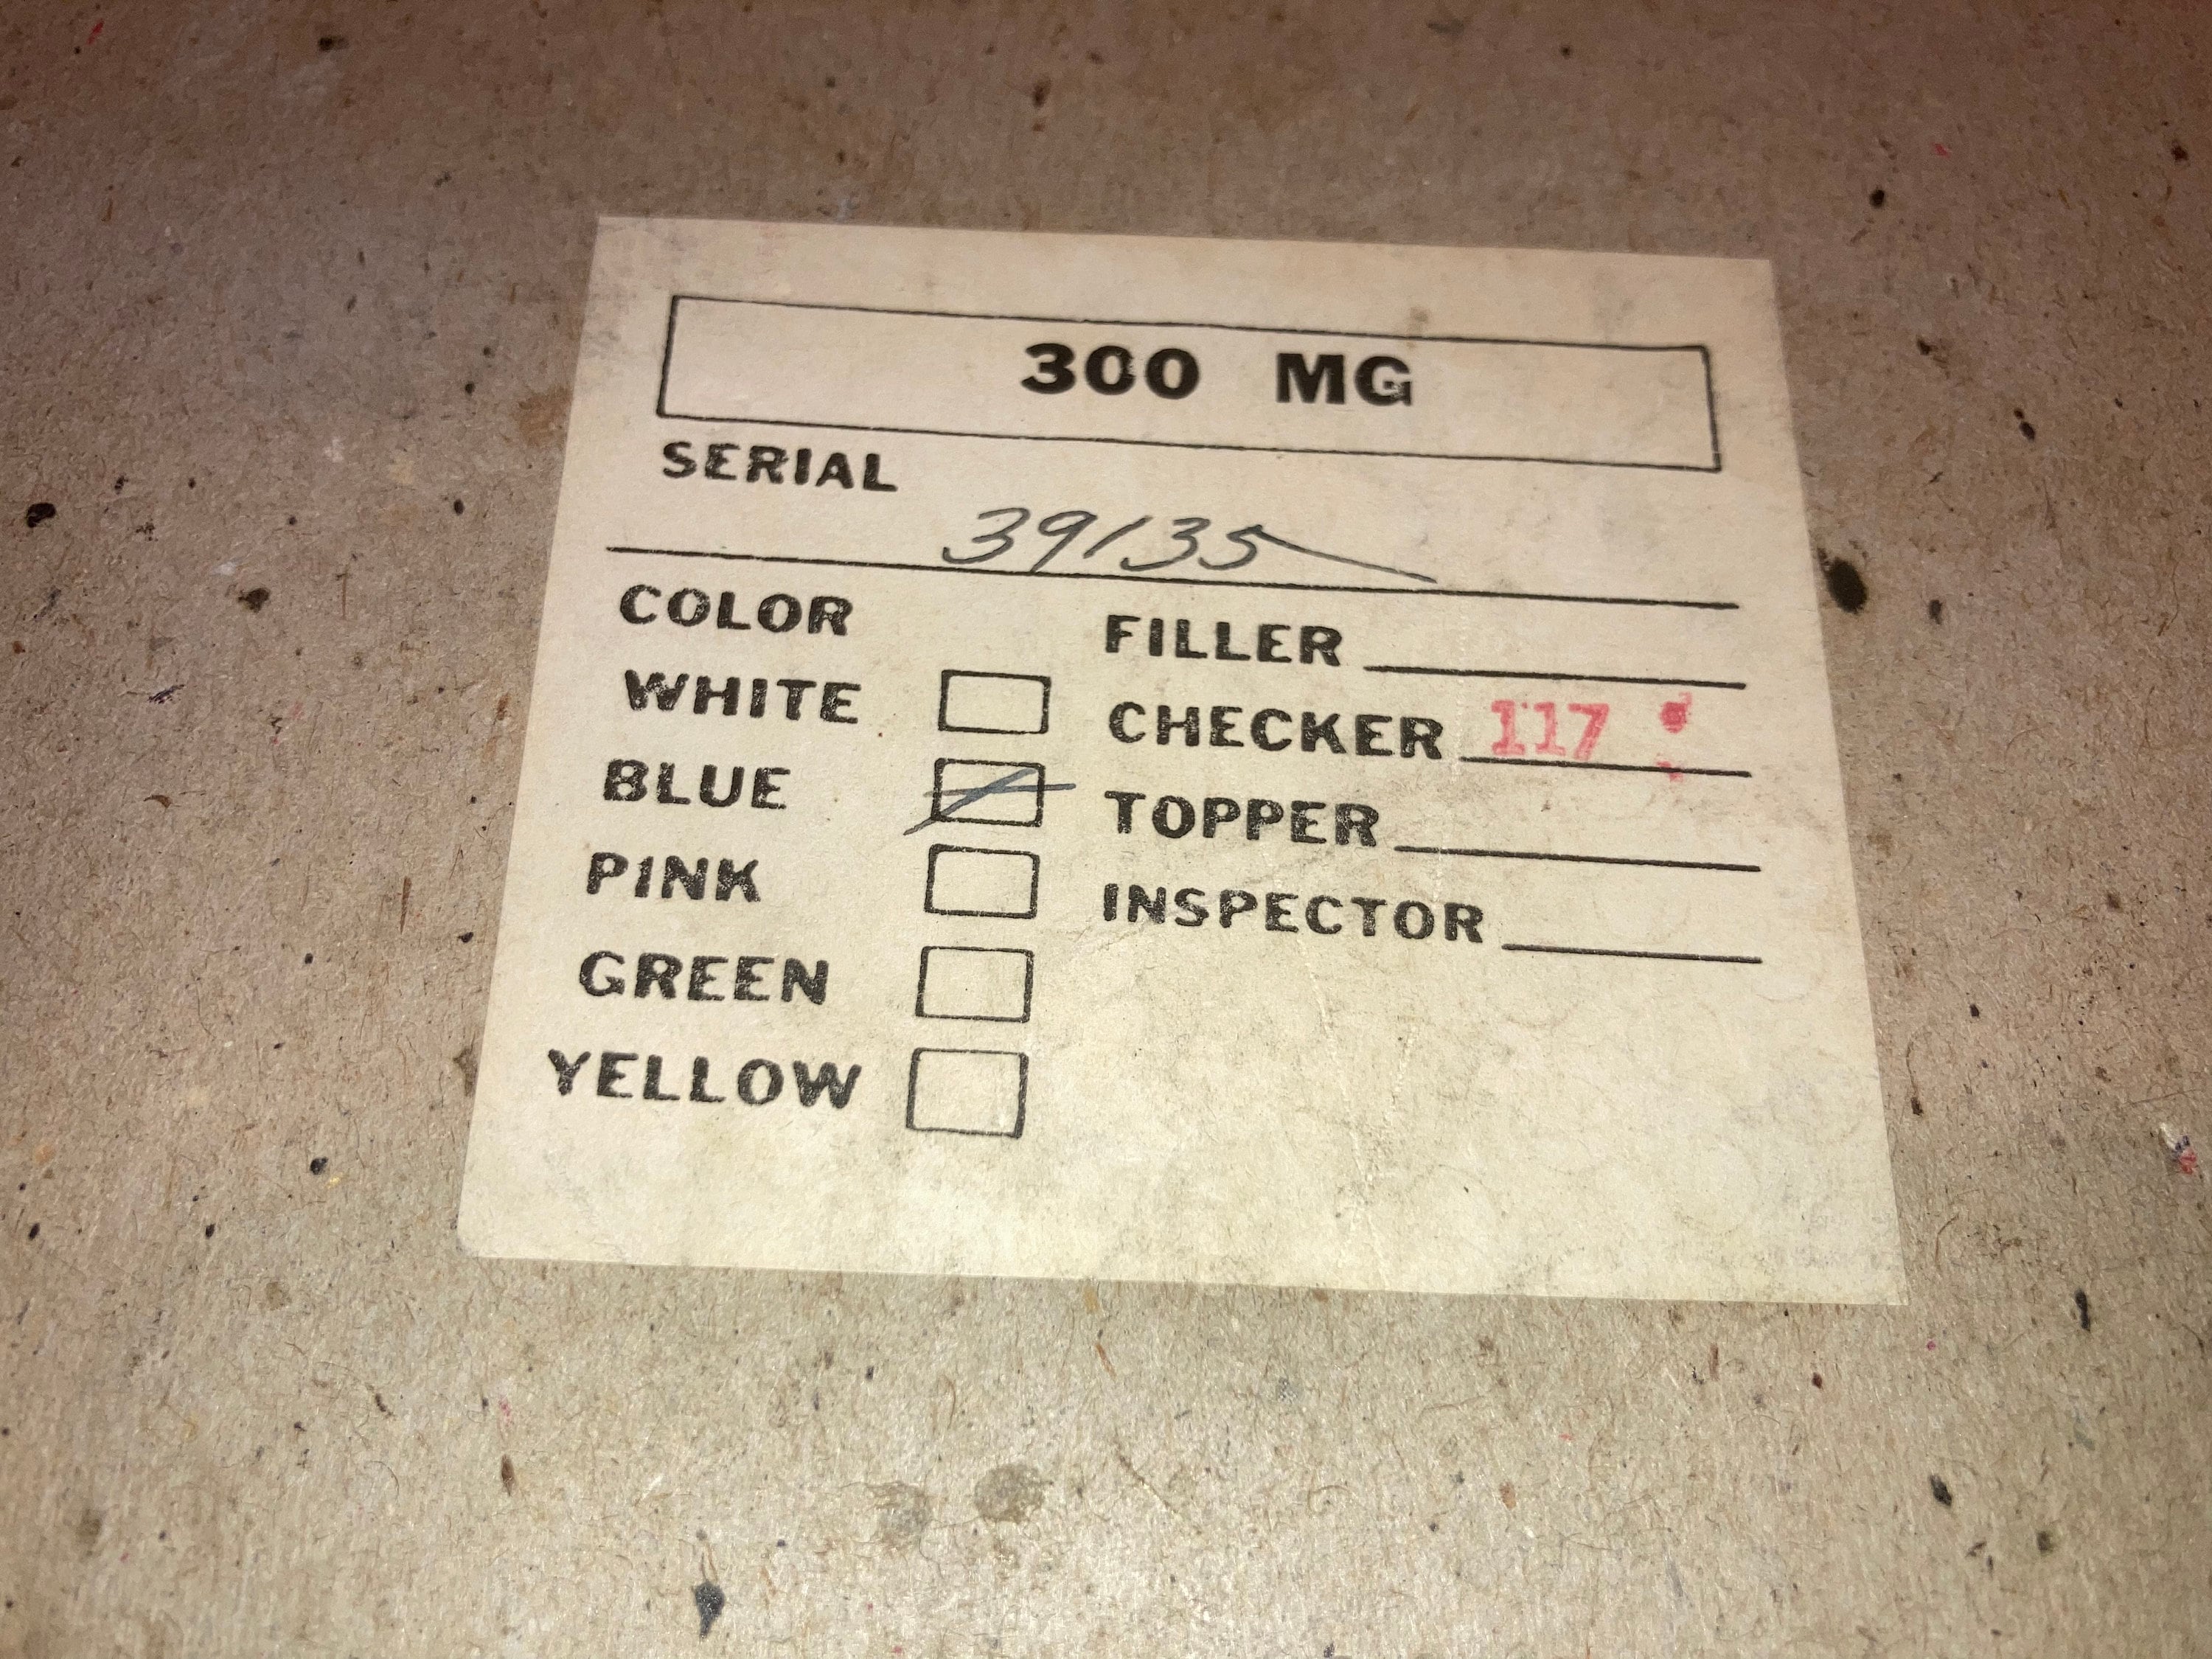 300 MG
SERIAL
39135
COLOR
WHITE
BLUE
PINK
GREEN
YELLOW
FILLER
CHECKER 117
TOPPER
INSPECTOR